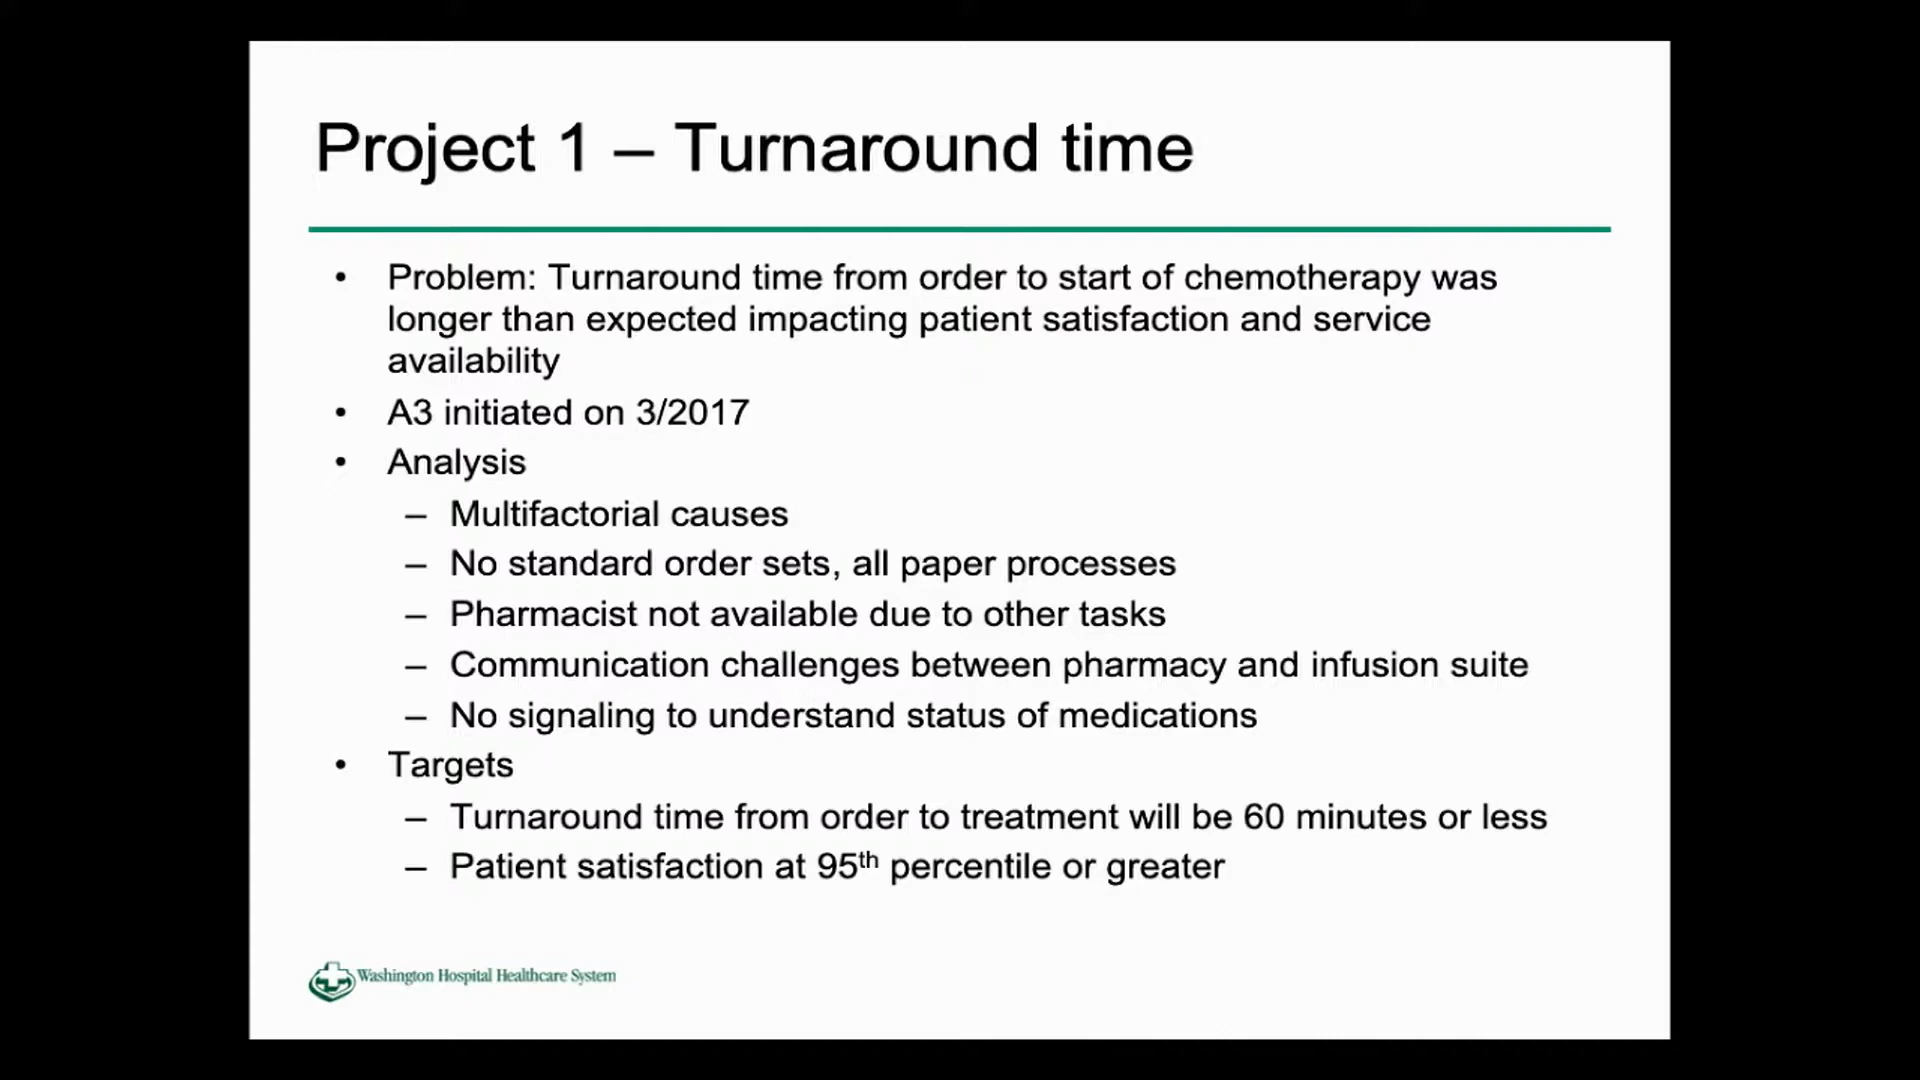 Project 1 – Turnaround time
• Problem: Turnaround time from order to start of chemotherapy was
longer than expected impacting patient satisfaction and service
availability
• A3 initiated on 3/2017
• Analysis
– Multifactorial causes
– No standard order sets, all paper processes
– Pharmacist not available due to other tasks
– Communication challenges between pharmacy and infusion suite
– No signaling to understand status of medications
• Targets
– Turnaround time from order to treatment will be 60 minutes or less
– Patient satisfaction at 95th percentile or greater
Washington Hospital Healthcare System